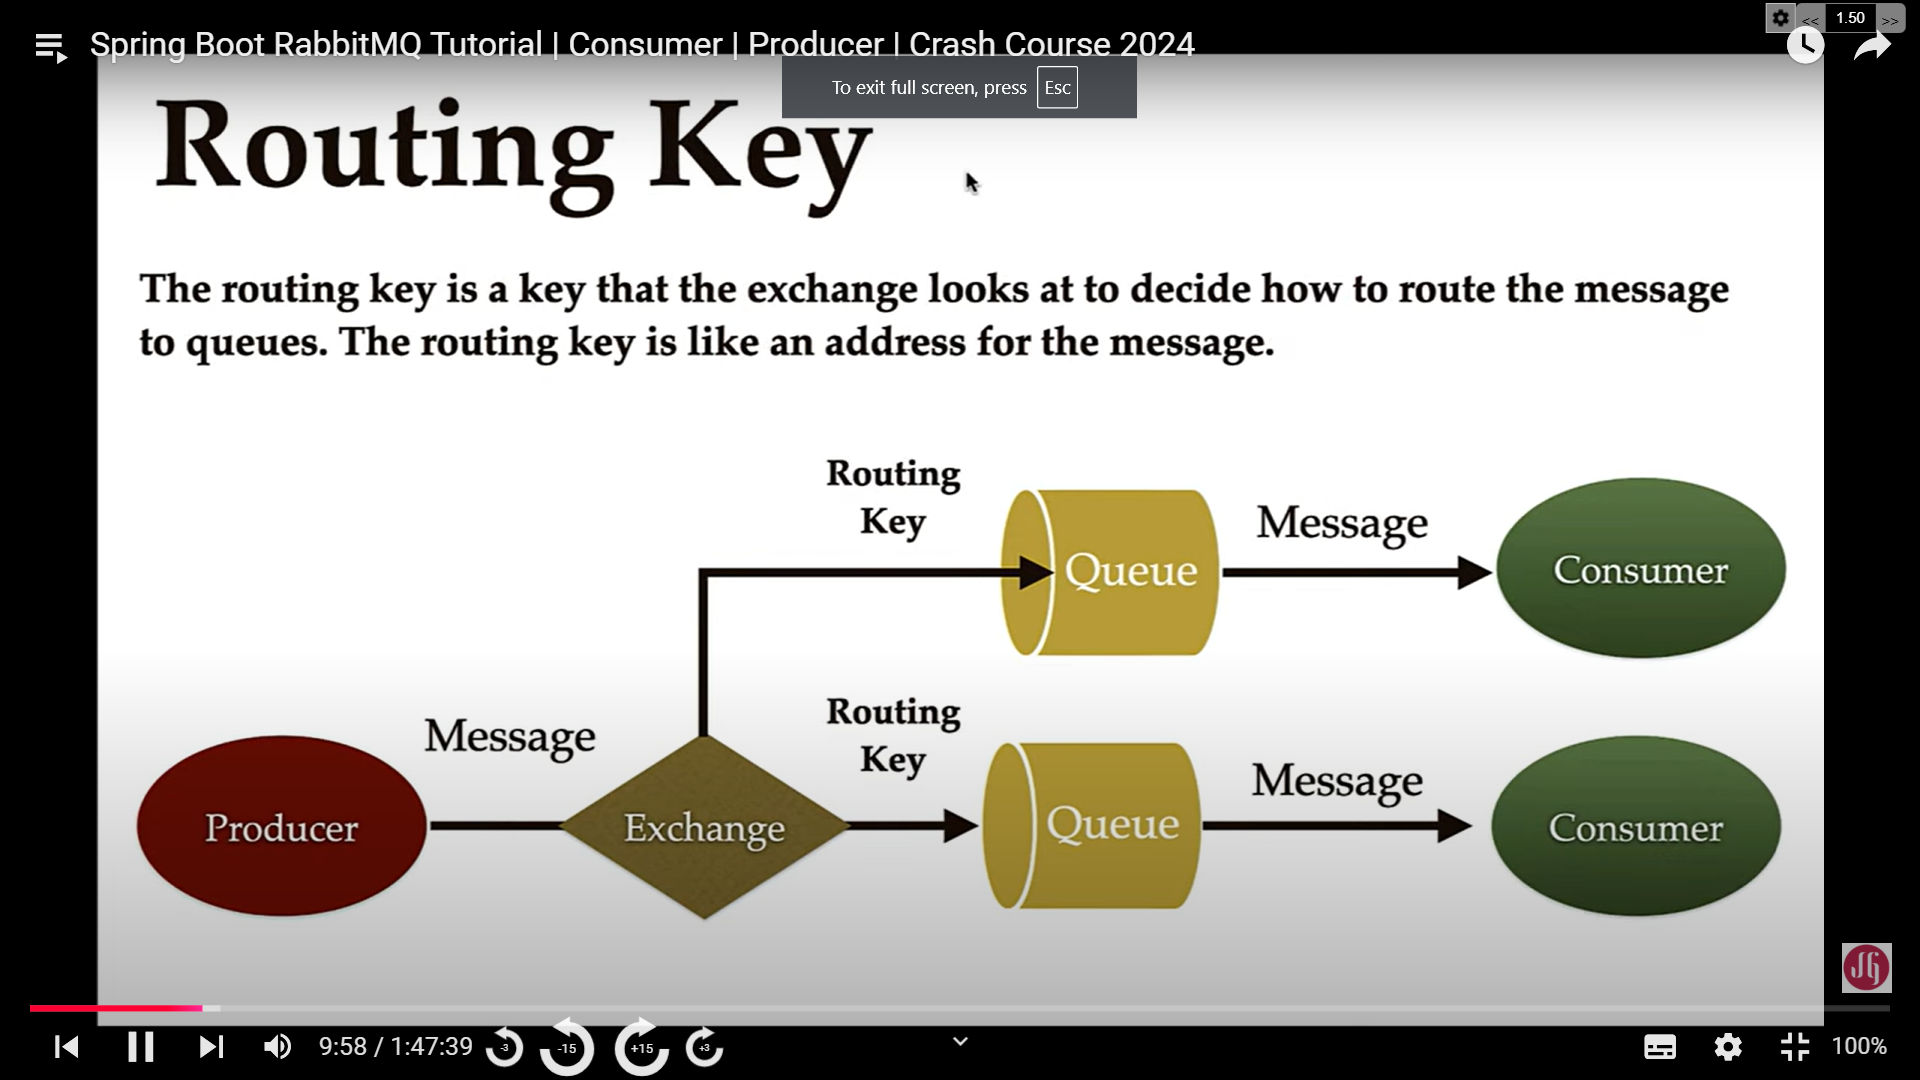 Spring Boot RabbitMQ Tutorial | Consumer | Producer | Crash Course 2024
<< 1.50 >>
To exit full screen, press Esc
Routing Key
The routing key is a key that the exchange looks at to decide how to route the message
to queues. The routing key is like an address for the message.
Routing
Key
Queue
Message
Consumer
Producer
Message
Exchange
Routing
Key
Queue
Message
Consumer
JG
9:58 / 1:47:39
-3
-15
+15
+3
100%